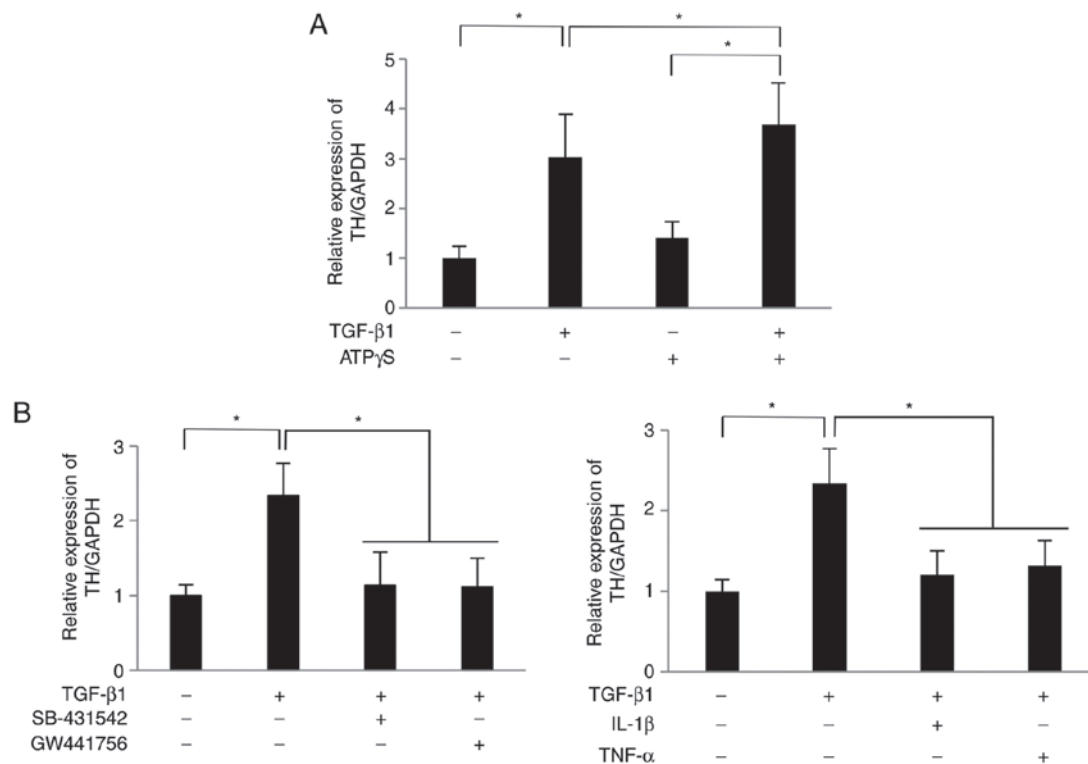 A
*
*
*
Relative expression of
TH/GAPDH
5
4
3
2
1
0
TGF-β1 – + – +
ATPγS – – + +
B
*
*
Relative expression of
TH/GAPDH
3
2
1
0
TGF-β1 – + + +
SB-431542 – – + –
GW441756 – – – +
*
*
Relative expression of
TH/GAPDH
3
2
1
0
TGF-β1 – + + +
IL-1β – – + –
TNF-α – – – +